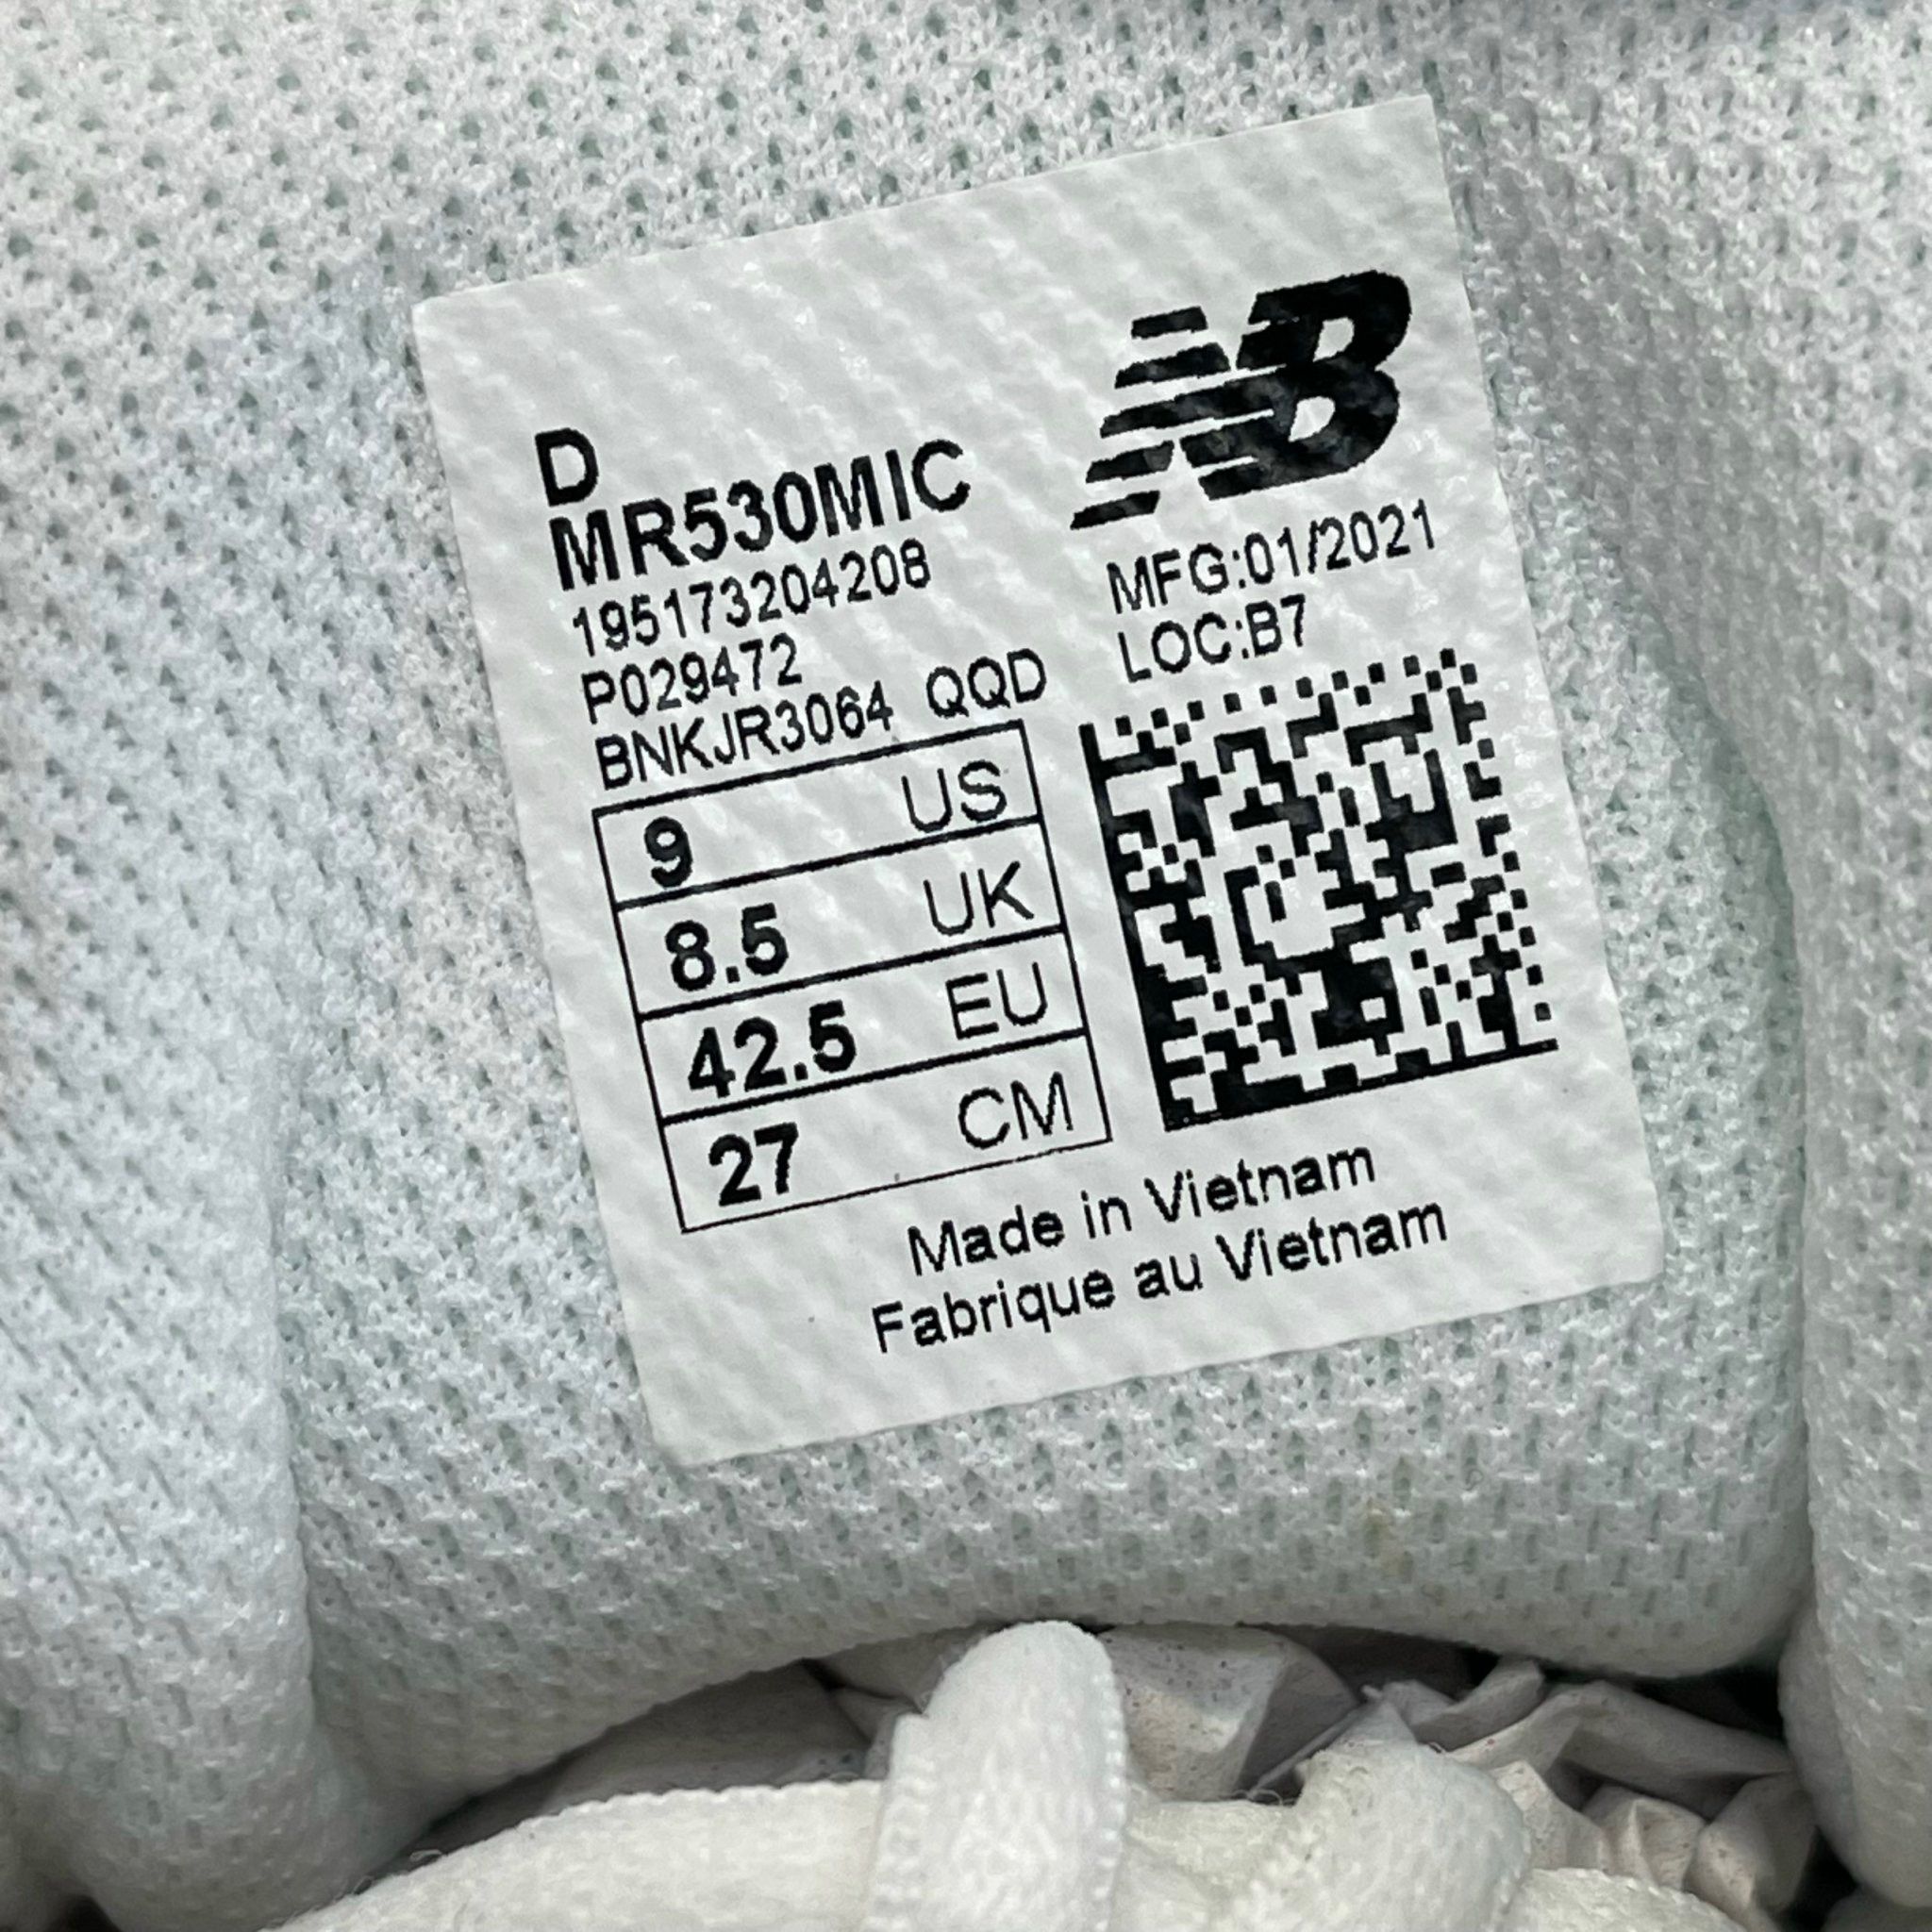 NB
D
MR530MIC
195173204208
P029472
BNKJR3064 QQD
MFG:01/2021
LOC:B7
9 US
8.5 UK
42.5 EU
27 CM
Made in Vietnam
Fabrique au Vietnam